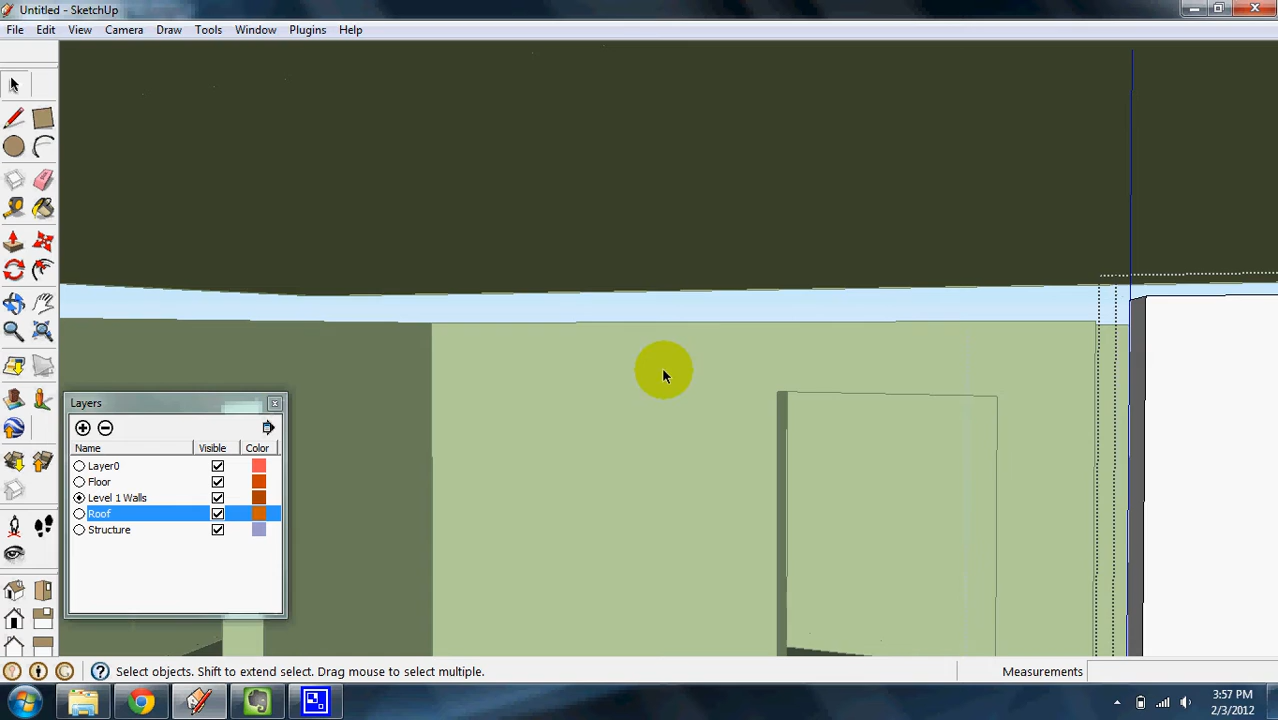 Untitled - SketchUp
File Edit View Camera Draw Tools Window Plugins Help
Layers
Name Visible Color
Layer0
Floor
Level 1 Walls
Roof
Structure
Select objects. Shift to extend select. Drag mouse to select multiple.
Measurements
3:57 PM
2/3/2012